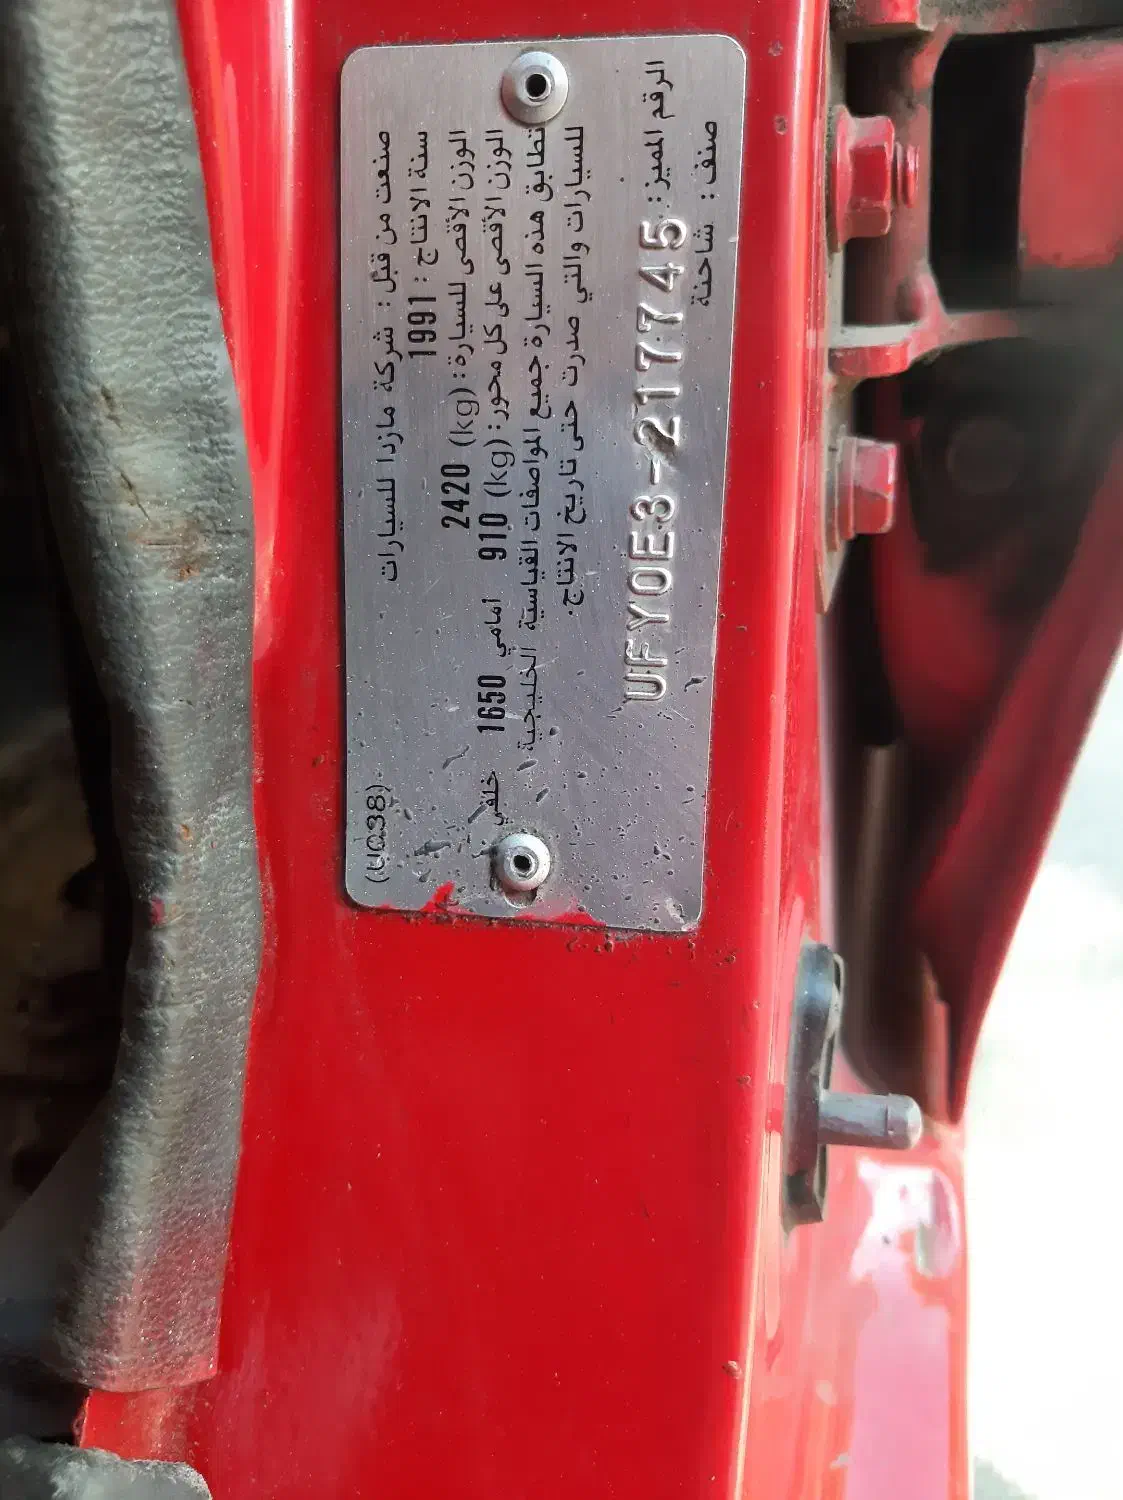 صنعت من قبل : شركة مازدا للسيارات (UQ38)
سنة الانتاج : 1991
الوزن الأقصى للسيارة : (kg) 2420
الوزن الأقصى على كل محور : (kg) 910 امامي 1650 خلفي
تطابق هذه السيارة جميع المواصفات القياسية الخليجية
للسيارات والتي صدرت حتى تاريخ الانتاج.
الرقم المميز : UFY0E3-217745
صنف : شاحنة